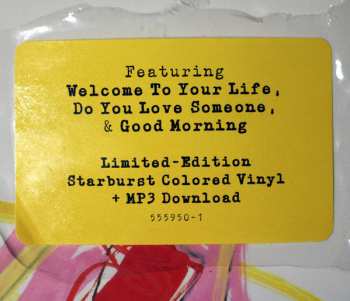 Featuring
Welcome To Your Life,
Do You Love Someone,
& Good Morning
Limited-Edition
Starburst Colored Vinyl
+ MP3 Download
555950-1